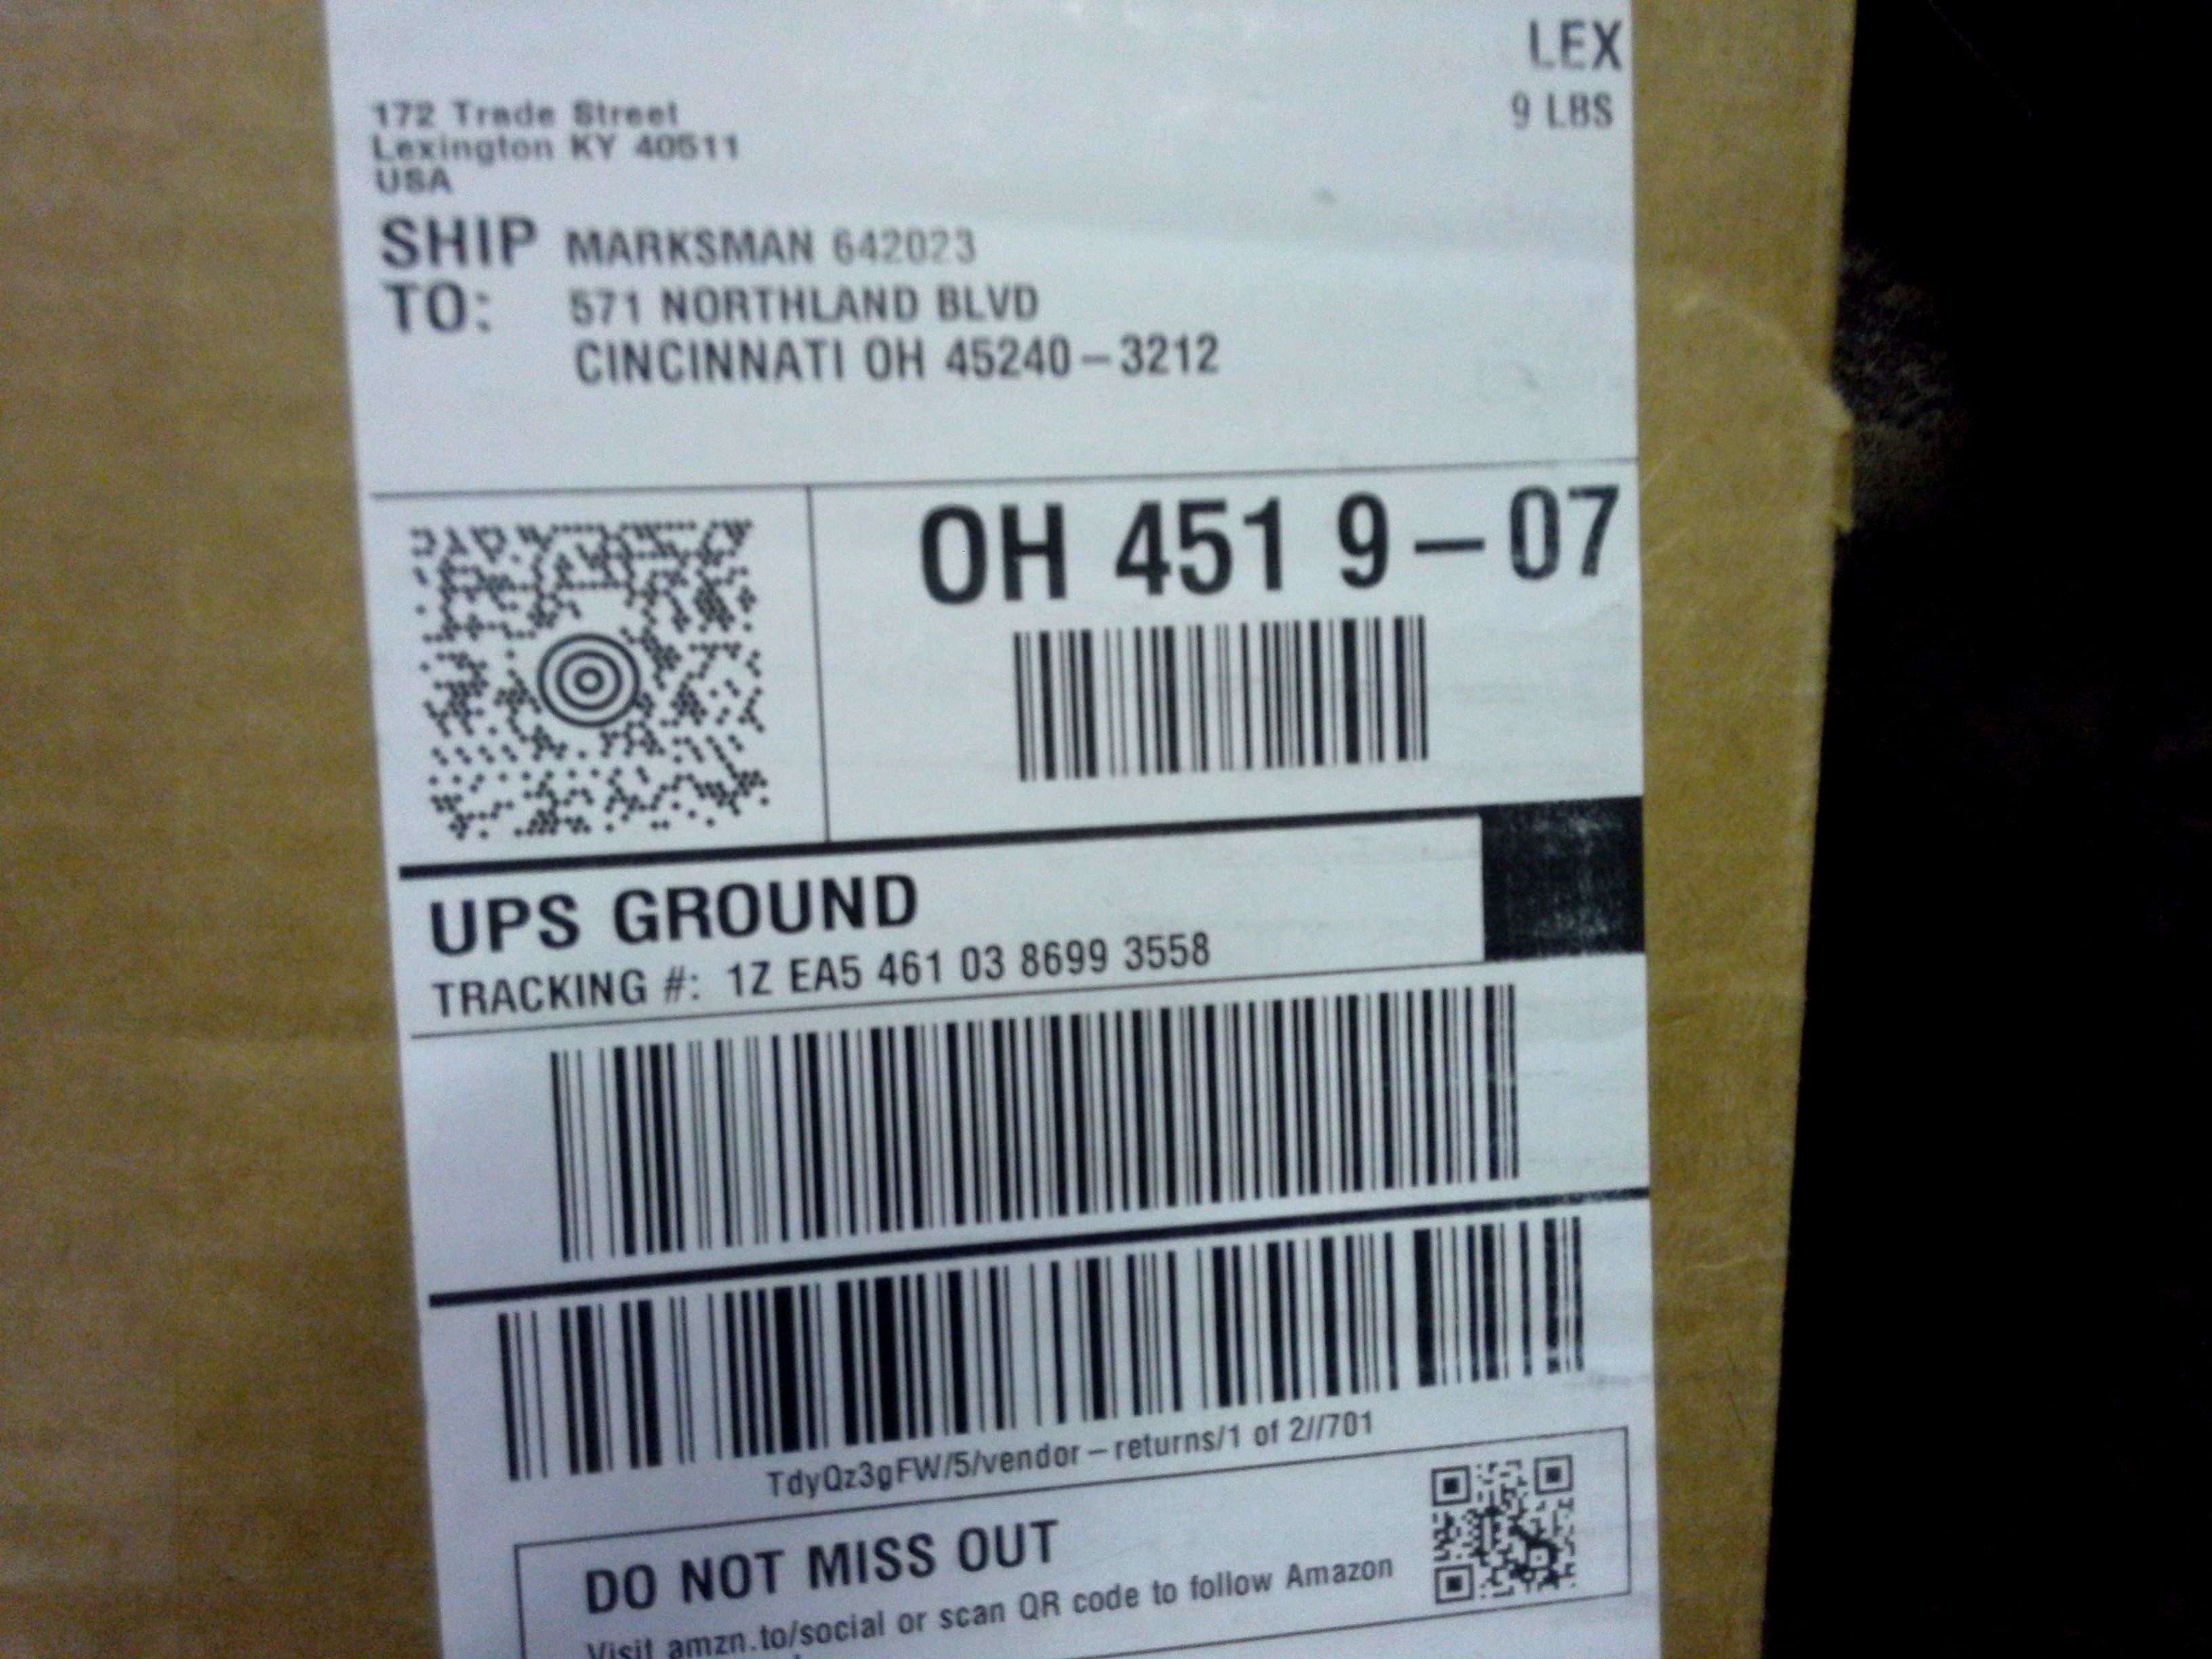 LEX
9 LBS
172 Trade Street
Lexington KY 40511
USA
SHIP TO:
MARKSMAN 642023
571 NORTHLAND BLVD
CINCINNATI OH 45240-3212
OH 451 9-07
UPS GROUND
TRACKING #: 1Z EA5 461 03 8699 3558
TdyQz3gFW/5/vendor-returns/1 of 2//701
DO NOT MISS OUT
Visit amzn.to/social or scan QR code to follow Amazon